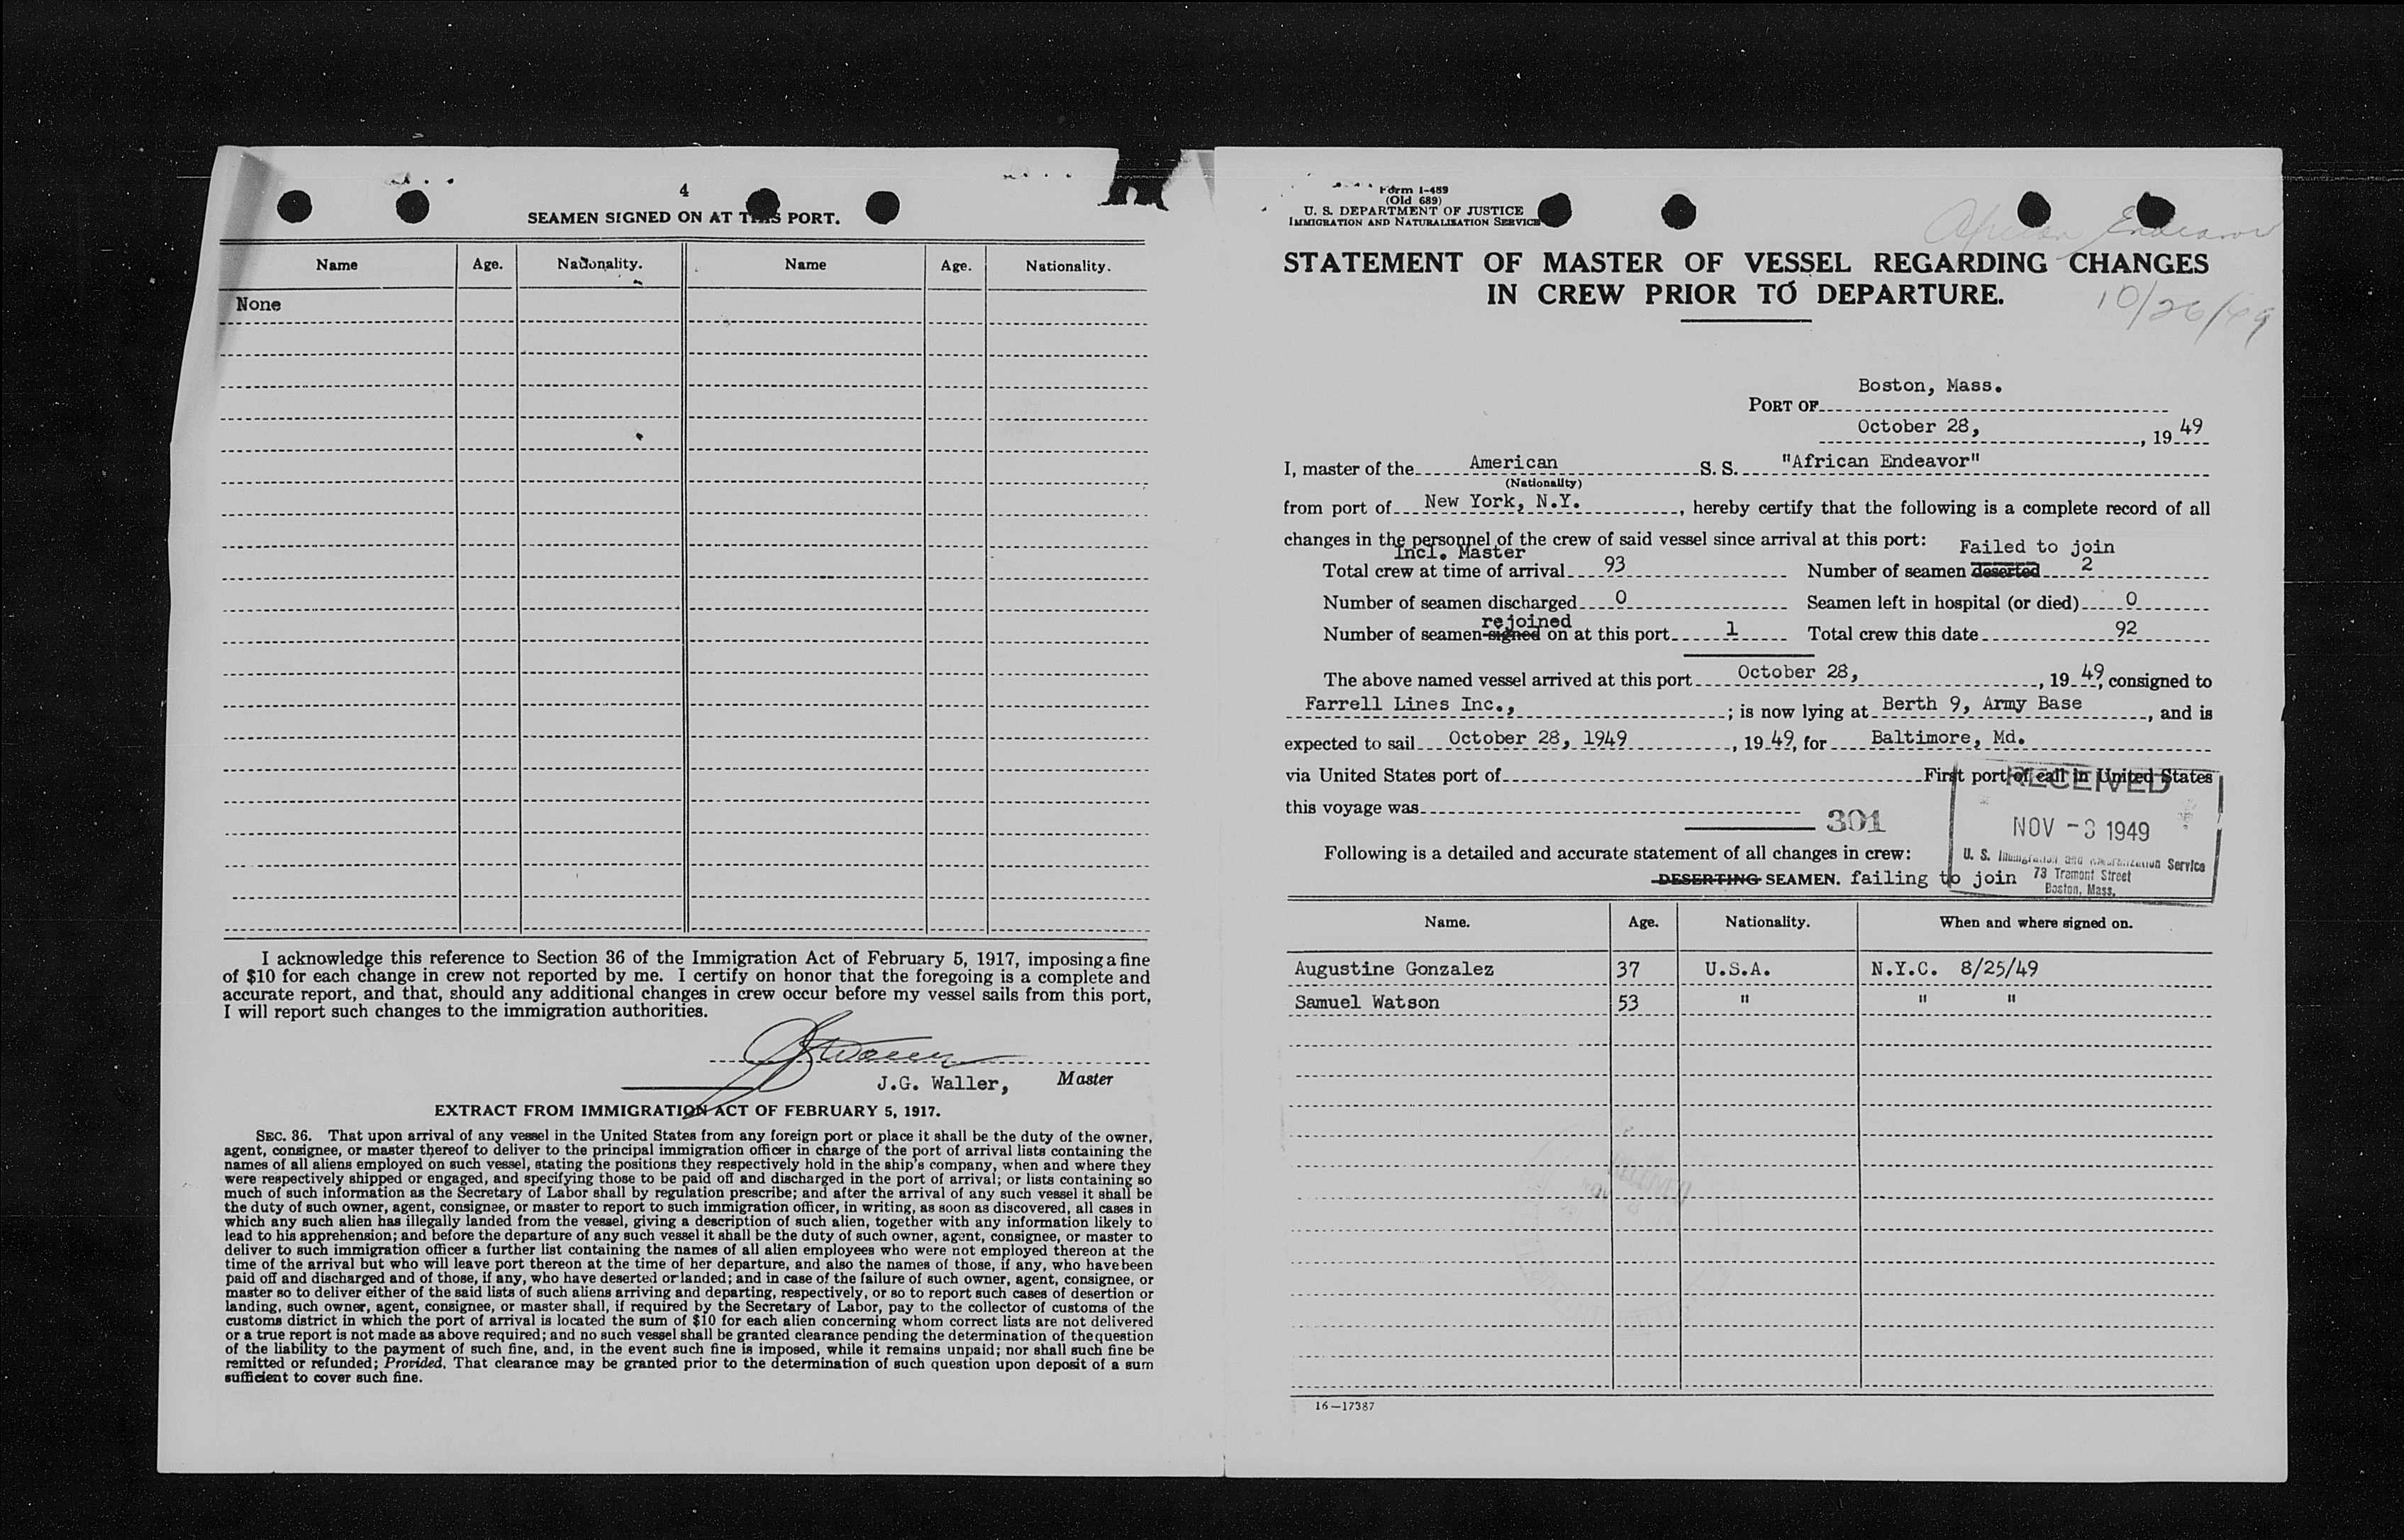 4
SEAMEN SIGNED ON AT THIS PORT.
Name Age. Nationality. Name Age. Nationality.
None
I acknowledge this reference to Section 36 of the Immigration Act of February 5, 1917, imposing a fine
of $10 for each change in crew not reported by me. I certify on honor that the foregoing is a complete and
accurate report, and that, should any additional changes in crew occur before my vessel sails from this port,
I will report such changes to the immigration authorities.
J.G. Waller, Master
EXTRACT FROM IMMIGRATION ACT OF FEBRUARY 5, 1917.
SEC. 36. That upon arrival of any vessel in the United States from any foreign port or place it shall be the duty of the owner,
agent, consignee, or master thereof to deliver to the principal immigration officer in charge of the port of arrival lists containing the
names of all aliens employed on such vessel, stating the positions they respectively hold in the ship's company, when and where they
were respectively shipped or engaged, and specifying those to be paid off and discharged in the port of arrival; or lists containing so
much of such information as the Secretary of Labor shall by regulation prescribe; and after the arrival of any such vessel it shall be
the duty of such owner, agent, consignee, or master to report to such immigration officer, in writing, as soon as discovered, all cases in
which any such alien has illegally landed from the vessel, giving a description of such alien, together with any information likely to
lead to his apprehension; and before the departure of any such vessel it shall be the duty of such owner, agent, consignee, or master to
deliver to such immigration officer a further list containing the names of all alien employees who were not employed thereon at the
time of the arrival but who will leave port thereon at the time of her departure, and also the names of those, if any, who have been
paid off and discharged and of those, if any, who have deserted or landed; and in case of the failure of such owner, agent, consignee, or
master so to deliver either of the said lists of such aliens arriving and departing, respectively, or so to report such cases of desertion or
landing, such owner, agent, consignee, or master shall, if required by the Secretary of Labor, pay to the collector of customs of the
customs district in which the port of arrival is located the sum of $10 for each alien concerning whom correct lists are not delivered
or a true report is not made as above required; and no such vessel shall be granted clearance pending the determination of the question
of the liability to the payment of such fine, and, in the event such fine is imposed, while it remains unpaid; nor shall such fine be
remitted or refunded; Provided, That clearance may be granted prior to the determination of such question upon deposit of a sum
sufficient to cover such fine.
Form I-489
(Old 689)
U. S. DEPARTMENT OF JUSTICE
IMMIGRATION AND NATURALIZATION SERVICE
African Endeavor
STATEMENT OF MASTER OF VESSEL REGARDING CHANGES
IN CREW PRIOR TO DEPARTURE.
10/26/49
Boston, Mass.
PORT OF
October 28, , 19 49
I, master of the American S. S. "African Endeavor"
(Nationality)
from port of New York, N.Y. , hereby certify that the following is a complete record of all
changes in the personnel of the crew of said vessel since arrival at this port:
Incl. Master Failed to join
Total crew at time of arrival 93 Number of seamen deserted 2
Number of seamen discharged 0 Seamen left in hospital (or died) 0
rejoined
Number of seamen signed on at this port 1 Total crew this date 92
The above named vessel arrived at this port October 28, , 19 49, consigned to
Farrell Lines Inc., ; is now lying at Berth 9, Army Base , and is
expected to sail October 28, 1949 , 19 49, for Baltimore, Md.
via United States port of First port of call in United States
this voyage was
301
RECEIVED
NOV -3 1949
U. S. Immigration and Naturalization Service
73 Tremont Street
Boston, Mass.
Following is a detailed and accurate statement of all changes in crew:
DESERTING SEAMEN. failing to join
Name. Age. Nationality. When and where signed on.
Augustine Gonzalez 37 U.S.A. N.Y.C. 8/25/49
Samuel Watson 53 " " "
16—17387